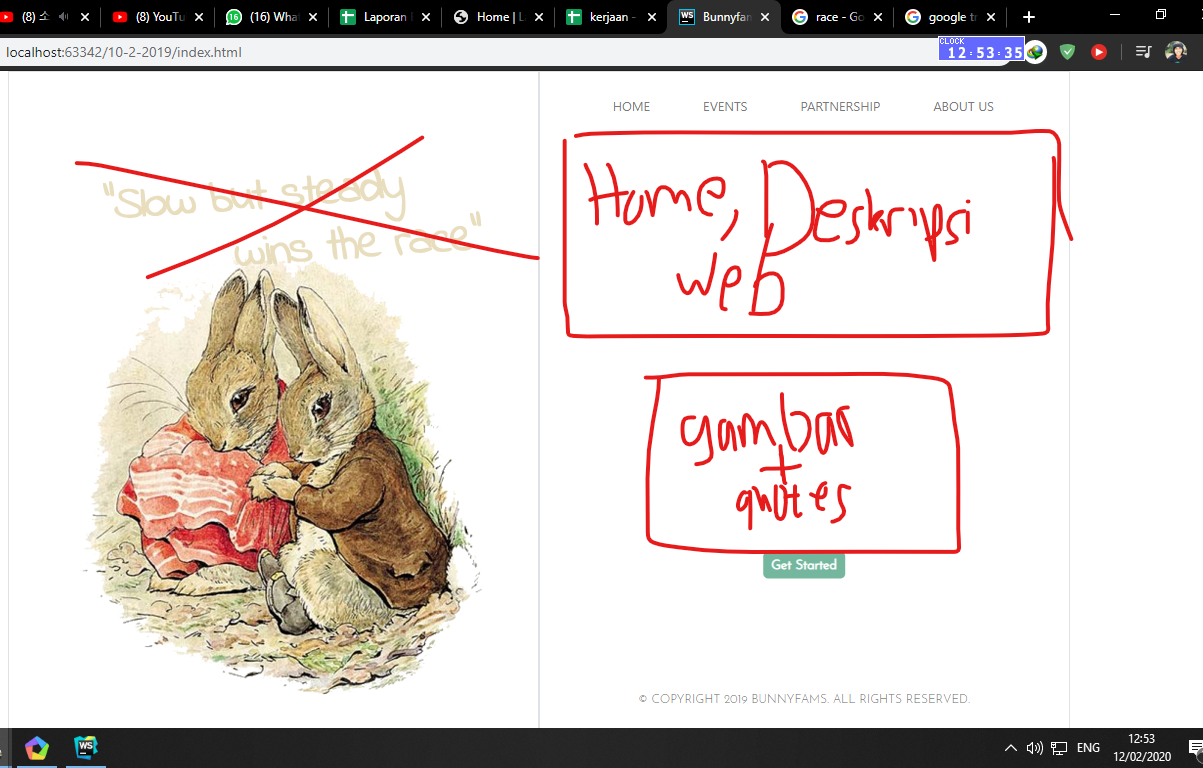 (8) 소
(8) YouTu
(16) What
Laporan
Home | L
kerjaan -
Bunnyfam
race - Go
google tr
localhost:63342/10-2-2019/index.html
CLOCK
12:53:35
HOME EVENTS PARTNERSHIP ABOUT US
"Slow but steady
wins the race"
Home, Deskripsi
web
gambar
+
quotes
Get Started
© COPYRIGHT 2019 BUNNYFAMS. ALL RIGHTS RESERVED.
ENG
12:53
12/02/2020